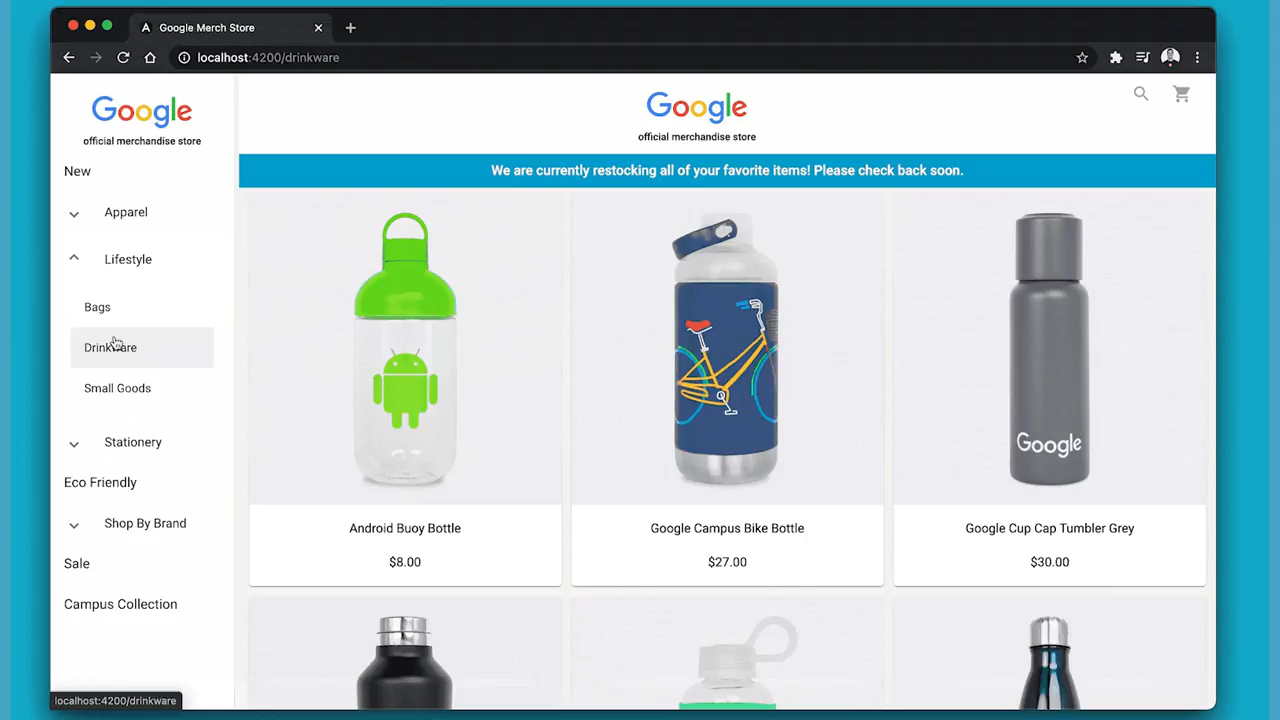 Google Merch Store
localhost:4200/drinkware
Google
official merchandise store
New
Apparel
Lifestyle
Bags
Drinkware
Small Goods
Stationery
Eco Friendly
Shop By Brand
Sale
Campus Collection
Google
official merchandise store
We are currently restocking all of your favorite items! Please check back soon.
Google
Android Buoy Bottle
$8.00
Google Campus Bike Bottle
$27.00
Google Cup Cap Tumbler Grey
$30.00
localhost:4200/drinkware